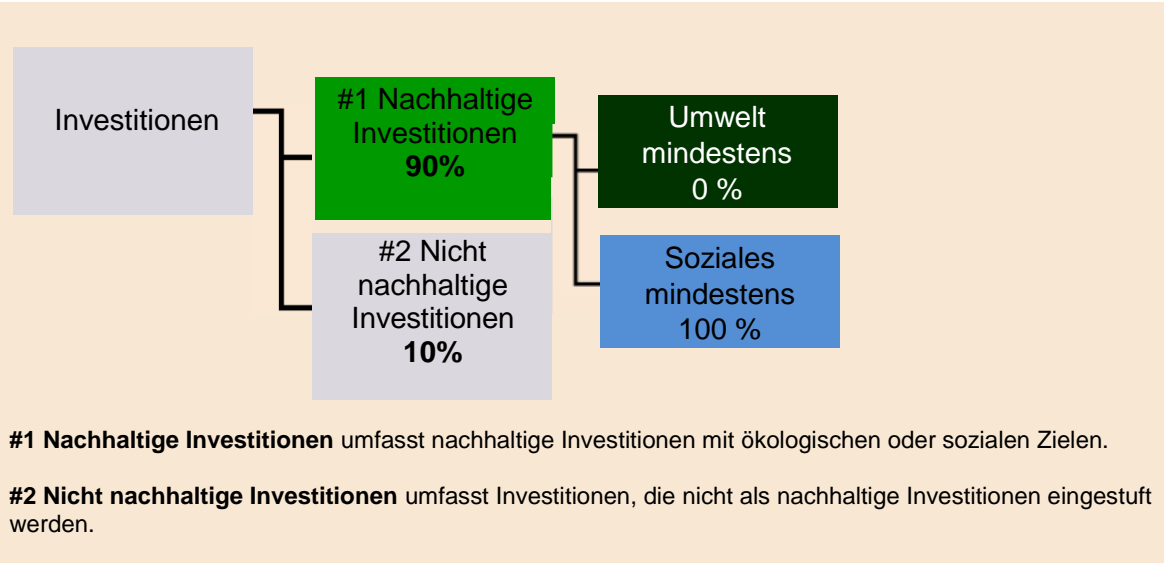 Investitionen
#1 Nachhaltige
Investitionen
90%
#2 Nicht
nachhaltige
Investitionen
10%
Umwelt
mindestens
0 %
Soziales
mindestens
100 %
#1 Nachhaltige Investitionen umfasst nachhaltige Investitionen mit ökologischen oder sozialen Zielen.
#2 Nicht nachhaltige Investitionen umfasst Investitionen, die nicht als nachhaltige Investitionen eingestuft
werden.